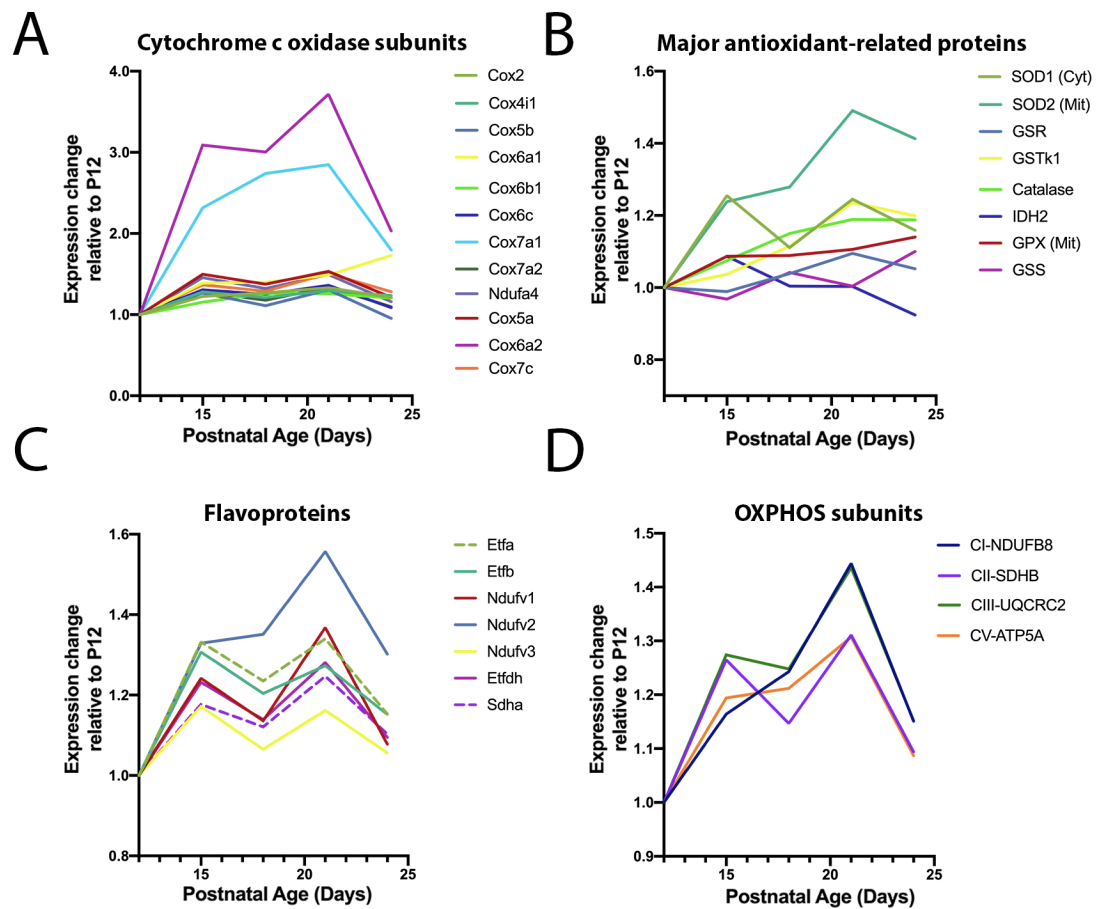 A
Cytochrome c oxidase subunits
4.0
3.0
2.0
1.0
0.0
Expression change
relative to P12
15
20
25
Postnatal Age (Days)
Cox2
Cox4i1
Cox5b
Cox6a1
Cox6b1
Cox6c
Cox7a1
Cox7a2
Ndufa4
Cox5a
Cox6a2
Cox7c
B
Major antioxidant-related proteins
1.6
1.4
1.2
1.0
0.8
Expression change
relative to P12
15
20
25
Postnatal Age (Days)
SOD1 (Cyt)
SOD2 (Mit)
GSR
GSTk1
Catalase
IDH2
GPX (Mit)
GSS
C
Flavoproteins
1.6
1.4
1.2
1.0
0.8
Expression change
relative to P12
15
20
25
Postnatal Age (Days)
Etfa
Etfb
Ndufv1
Ndufv2
Ndufv3
Etfdh
Sdha
D
OXPHOS subunits
1.5
1.4
1.3
1.2
1.1
1.0
0.9
Expression change
relative to P12
15
20
25
Postnatal Age (Days)
CI-NDUFB8
CII-SDHB
CIII-UQCRC2
CV-ATP5A